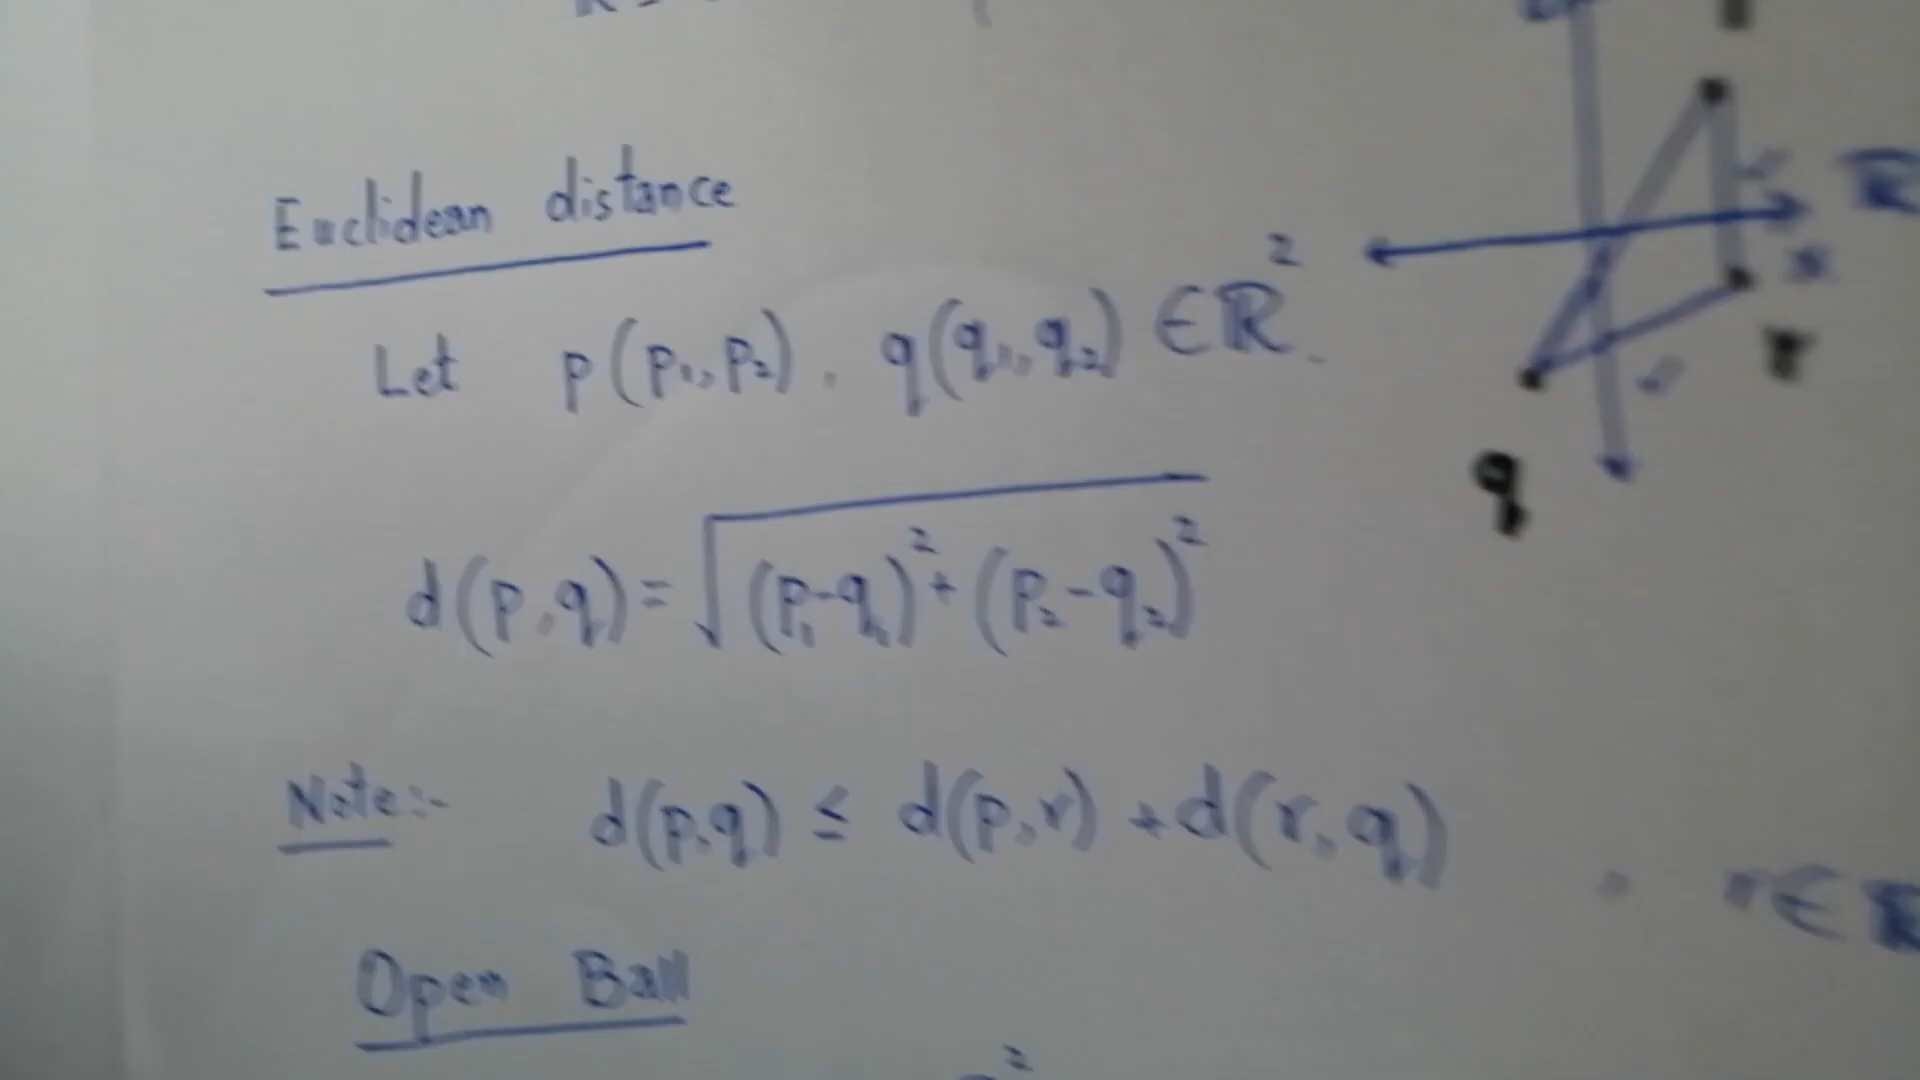 Euclidean distance
Let p(p₁,p₂), q(q₁,q₂) ∈ ℝ².
d(p,q) = √((p₁-q₁)² + (p₂-q₂)²)
Note:- d(p,q) ≤ d(p,r) + d(r,q) , r ∈ ℝ
Open Ball
ℝ
r
q